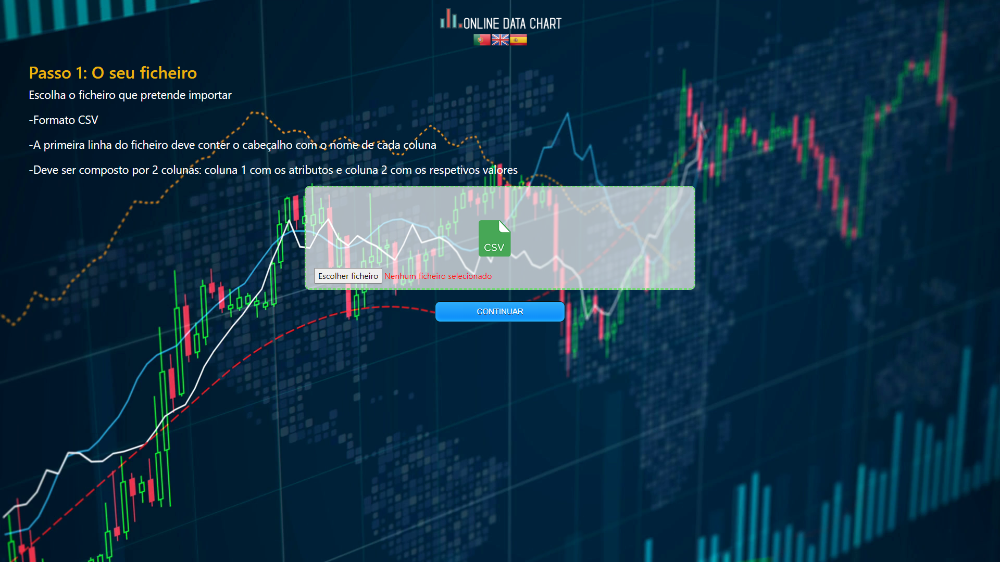 ONLINE DATA CHART
Passo 1: O seu ficheiro
Escolha o ficheiro que pretende importar
-Formato CSV
-A primeira linha do ficheiro deve conter o cabeçalho com o nome de cada coluna
-Deve ser composto por 2 colunas: coluna 1 com os atributos e coluna 2 com os respetivos valores
CSV
Escolher ficheiro Nenhum ficheiro selecionado
CONTINUAR